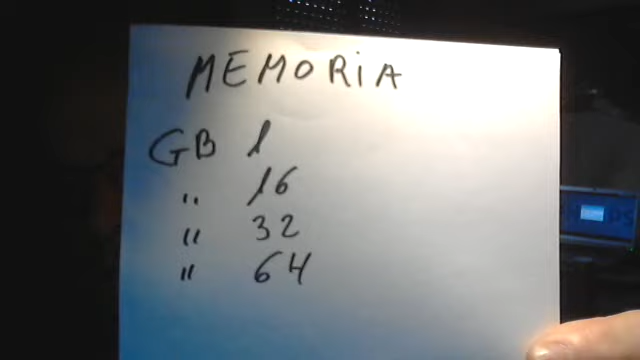 MEMORiA
GB 1
" 16
" 32
" 64